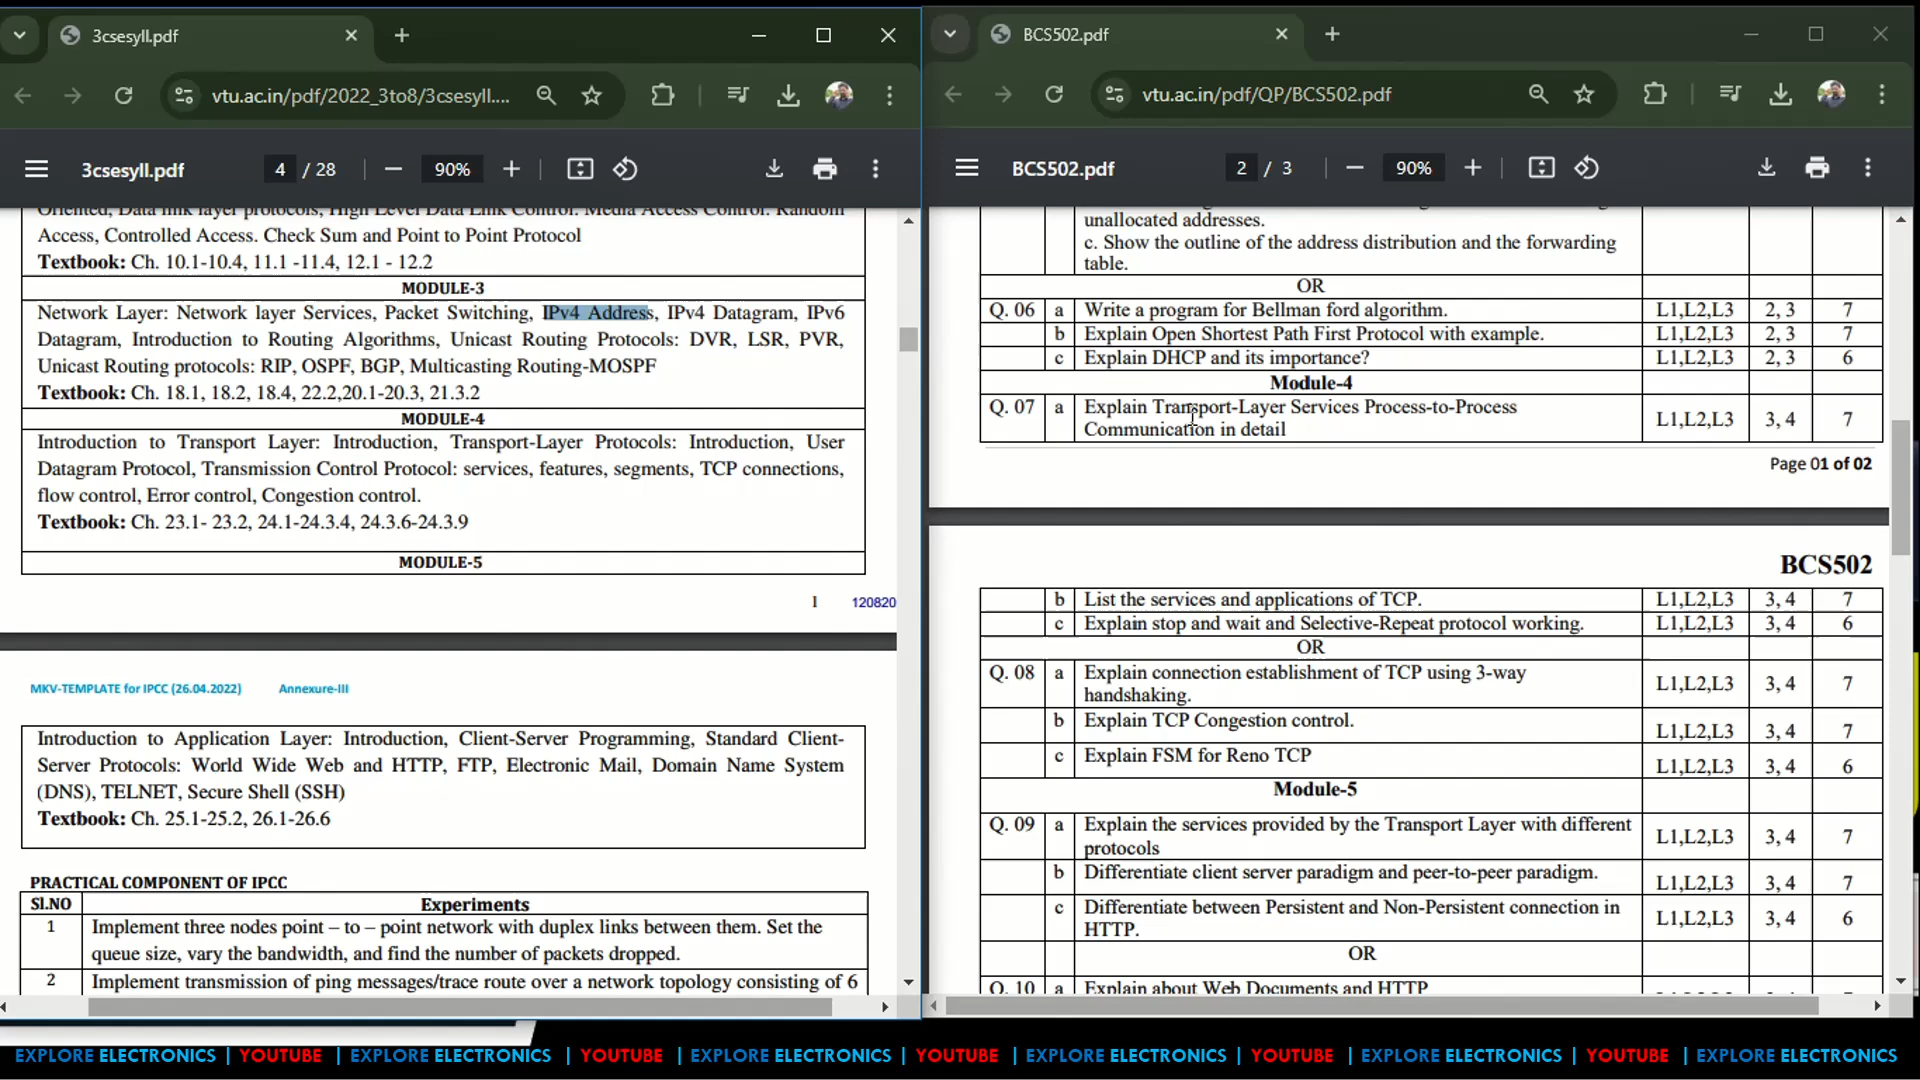 3csesyll.pdf
vtu.ac.in/pdf/2022_3to8/3csesyll....
3csesyll.pdf
4 / 28
90%
Oriented, Data link layer protocols, High Level Data Link Control. Media Access Control: Random
Access, Controlled Access. Check Sum and Point to Point Protocol
Textbook: Ch. 10.1-10.4, 11.1 -11.4, 12.1 - 12.2
MODULE-3
Network Layer: Network layer Services, Packet Switching, IPv4 Address, IPv4 Datagram, IPv6
Datagram, Introduction to Routing Algorithms, Unicast Routing Protocols: DVR, LSR, PVR,
Unicast Routing protocols: RIP, OSPF, BGP, Multicasting Routing-MOSPF
Textbook: Ch. 18.1, 18.2, 18.4, 22.2,20.1-20.3, 21.3.2
MODULE-4
Introduction to Transport Layer: Introduction, Transport-Layer Protocols: Introduction, User
Datagram Protocol, Transmission Control Protocol: services, features, segments, TCP connections,
flow control, Error control, Congestion control.
Textbook: Ch. 23.1- 23.2, 24.1-24.3.4, 24.3.6-24.3.9
MODULE-5
1 120820
MKV-TEMPLATE for IPCC (26.04.2022) Annexure-III
Introduction to Application Layer: Introduction, Client-Server Programming, Standard Client-
Server Protocols: World Wide Web and HTTP, FTP, Electronic Mail, Domain Name System
(DNS), TELNET, Secure Shell (SSH)
Textbook: Ch. 25.1-25.2, 26.1-26.6
PRACTICAL COMPONENT OF IPCC
Sl.NO Experiments
1 Implement three nodes point – to – point network with duplex links between them. Set the
queue size, vary the bandwidth, and find the number of packets dropped.
2 Implement transmission of ping messages/trace route over a network topology consisting of 6
BCS502.pdf
vtu.ac.in/pdf/QP/BCS502.pdf
BCS502.pdf
2 / 3
90%
unallocated addresses.
c. Show the outline of the address distribution and the forwarding
table.
OR
Q. 06 a Write a program for Bellman ford algorithm. L1,L2,L3 2, 3 7
b Explain Open Shortest Path First Protocol with example. L1,L2,L3 2, 3 7
c Explain DHCP and its importance? L1,L2,L3 2, 3 6
Module-4
Q. 07 a Explain Transport-Layer Services Process-to-Process
Communication in detail L1,L2,L3 3, 4 7
Page 01 of 02
BCS502
b List the services and applications of TCP. L1,L2,L3 3, 4 7
c Explain stop and wait and Selective-Repeat protocol working. L1,L2,L3 3, 4 6
OR
Q. 08 a Explain connection establishment of TCP using 3-way
handshaking. L1,L2,L3 3, 4 7
b Explain TCP Congestion control. L1,L2,L3 3, 4 7
c Explain FSM for Reno TCP L1,L2,L3 3, 4 6
Module-5
Q. 09 a Explain the services provided by the Transport Layer with different
protocols L1,L2,L3 3, 4 7
b Differentiate client server paradigm and peer-to-peer paradigm. L1,L2,L3 3, 4 7
c Differentiate between Persistent and Non-Persistent connection in
HTTP. L1,L2,L3 3, 4 6
OR
Q. 10 a Explain about Web Documents and HTTP
EXPLORE ELECTRONICS | YOUTUBE | EXPLORE ELECTRONICS | YOUTUBE | EXPLORE ELECTRONICS | YOUTUBE | EXPLORE ELECTRONICS | YOUTUBE | EXPLORE ELECTRONICS | YOUTUBE | EXPLORE ELECTRONICS